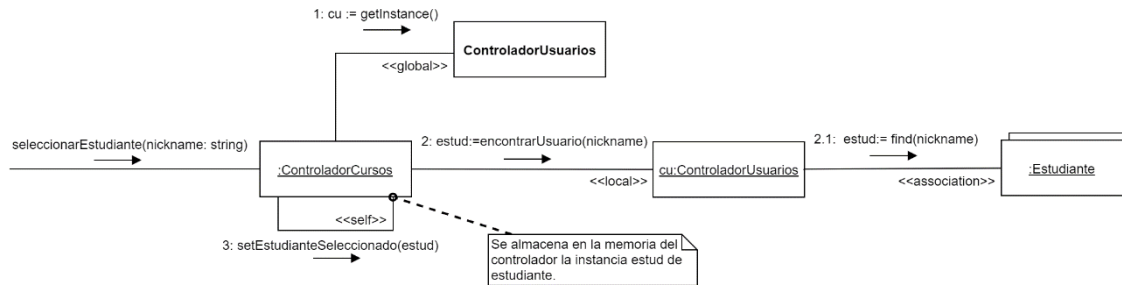 1: cu := getInstance()
ControladorUsuarios
<<global>>
seleccionarEstudiante(nickname: string)
2: estud:=encontrarUsuario(nickname)
2.1: estud:= find(nickname)
:ControladorCursos
cu:ControladorUsuarios
:Estudiante
<<local>>
<<association>>
<<self>>
3: setEstudianteSeleccionado(estud)
Se almacena en la memoria del
controlador la instancia estud de
estudiante.